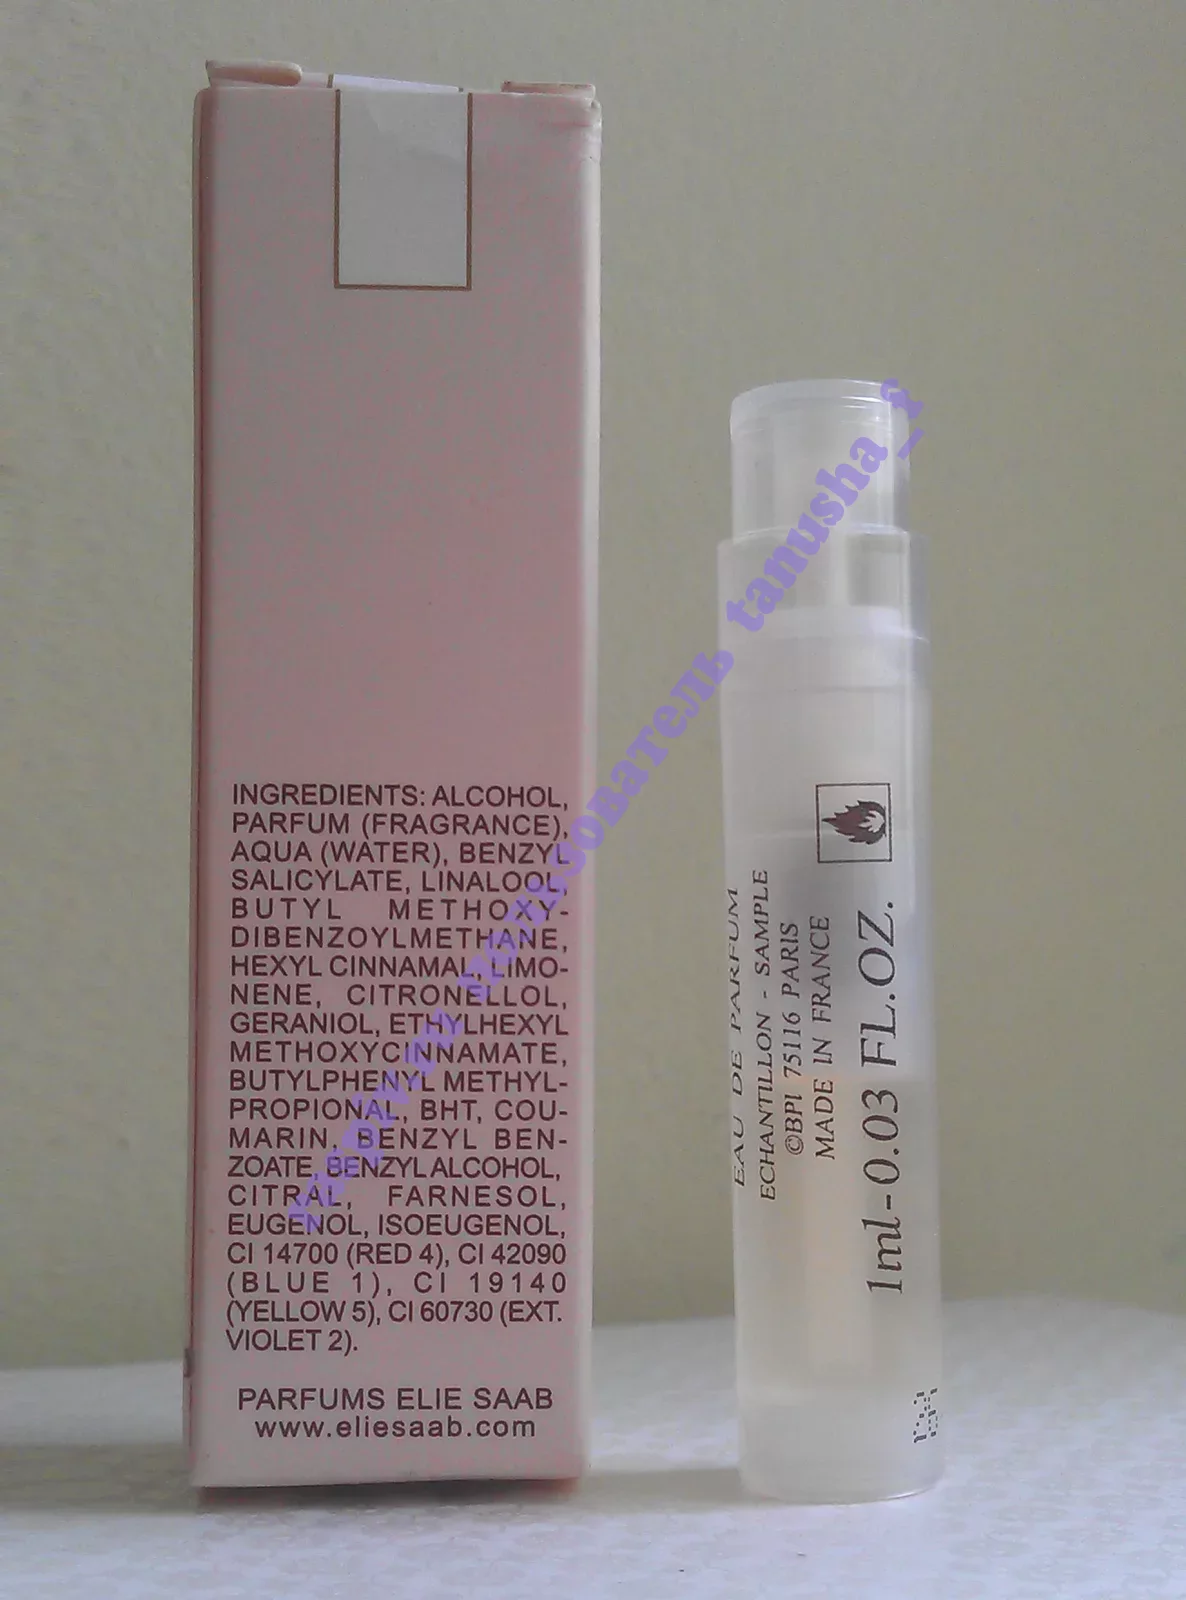 INGREDIENTS: ALCOHOL,
PARFUM (FRAGRANCE),
AQUA (WATER), BENZYL
SALICYLATE, LINALOOL,
BUTYL METHOXY-
DIBENZOYLMETHANE,
HEXYL CINNAMAL, LIMO-
NENE, CITRONELLOL,
GERANIOL, ETHYLHEXYL
METHOXYCINNAMATE,
BUTYLPHENYL METHYL-
PROPIONAL, BHT, COU-
MARIN, BENZYL BEN-
ZOATE, BENZYL ALCOHOL,
CITRAL, FARNESOL,
EUGENOL, ISOEUGENOL,
CI 14700 (RED 4), CI 42090
(BLUE 1), CI 19140
(YELLOW 5), CI 60730 (EXT.
VIOLET 2).
PARFUMS ELIE SAAB
www.eliesaab.com
EAU DE PARFUM
ECHANTILLON - SAMPLE
©BPI 75116 PARIS
MADE IN FRANCE
1ml-0.03 FL.OZ.
пользователь tanusha_f